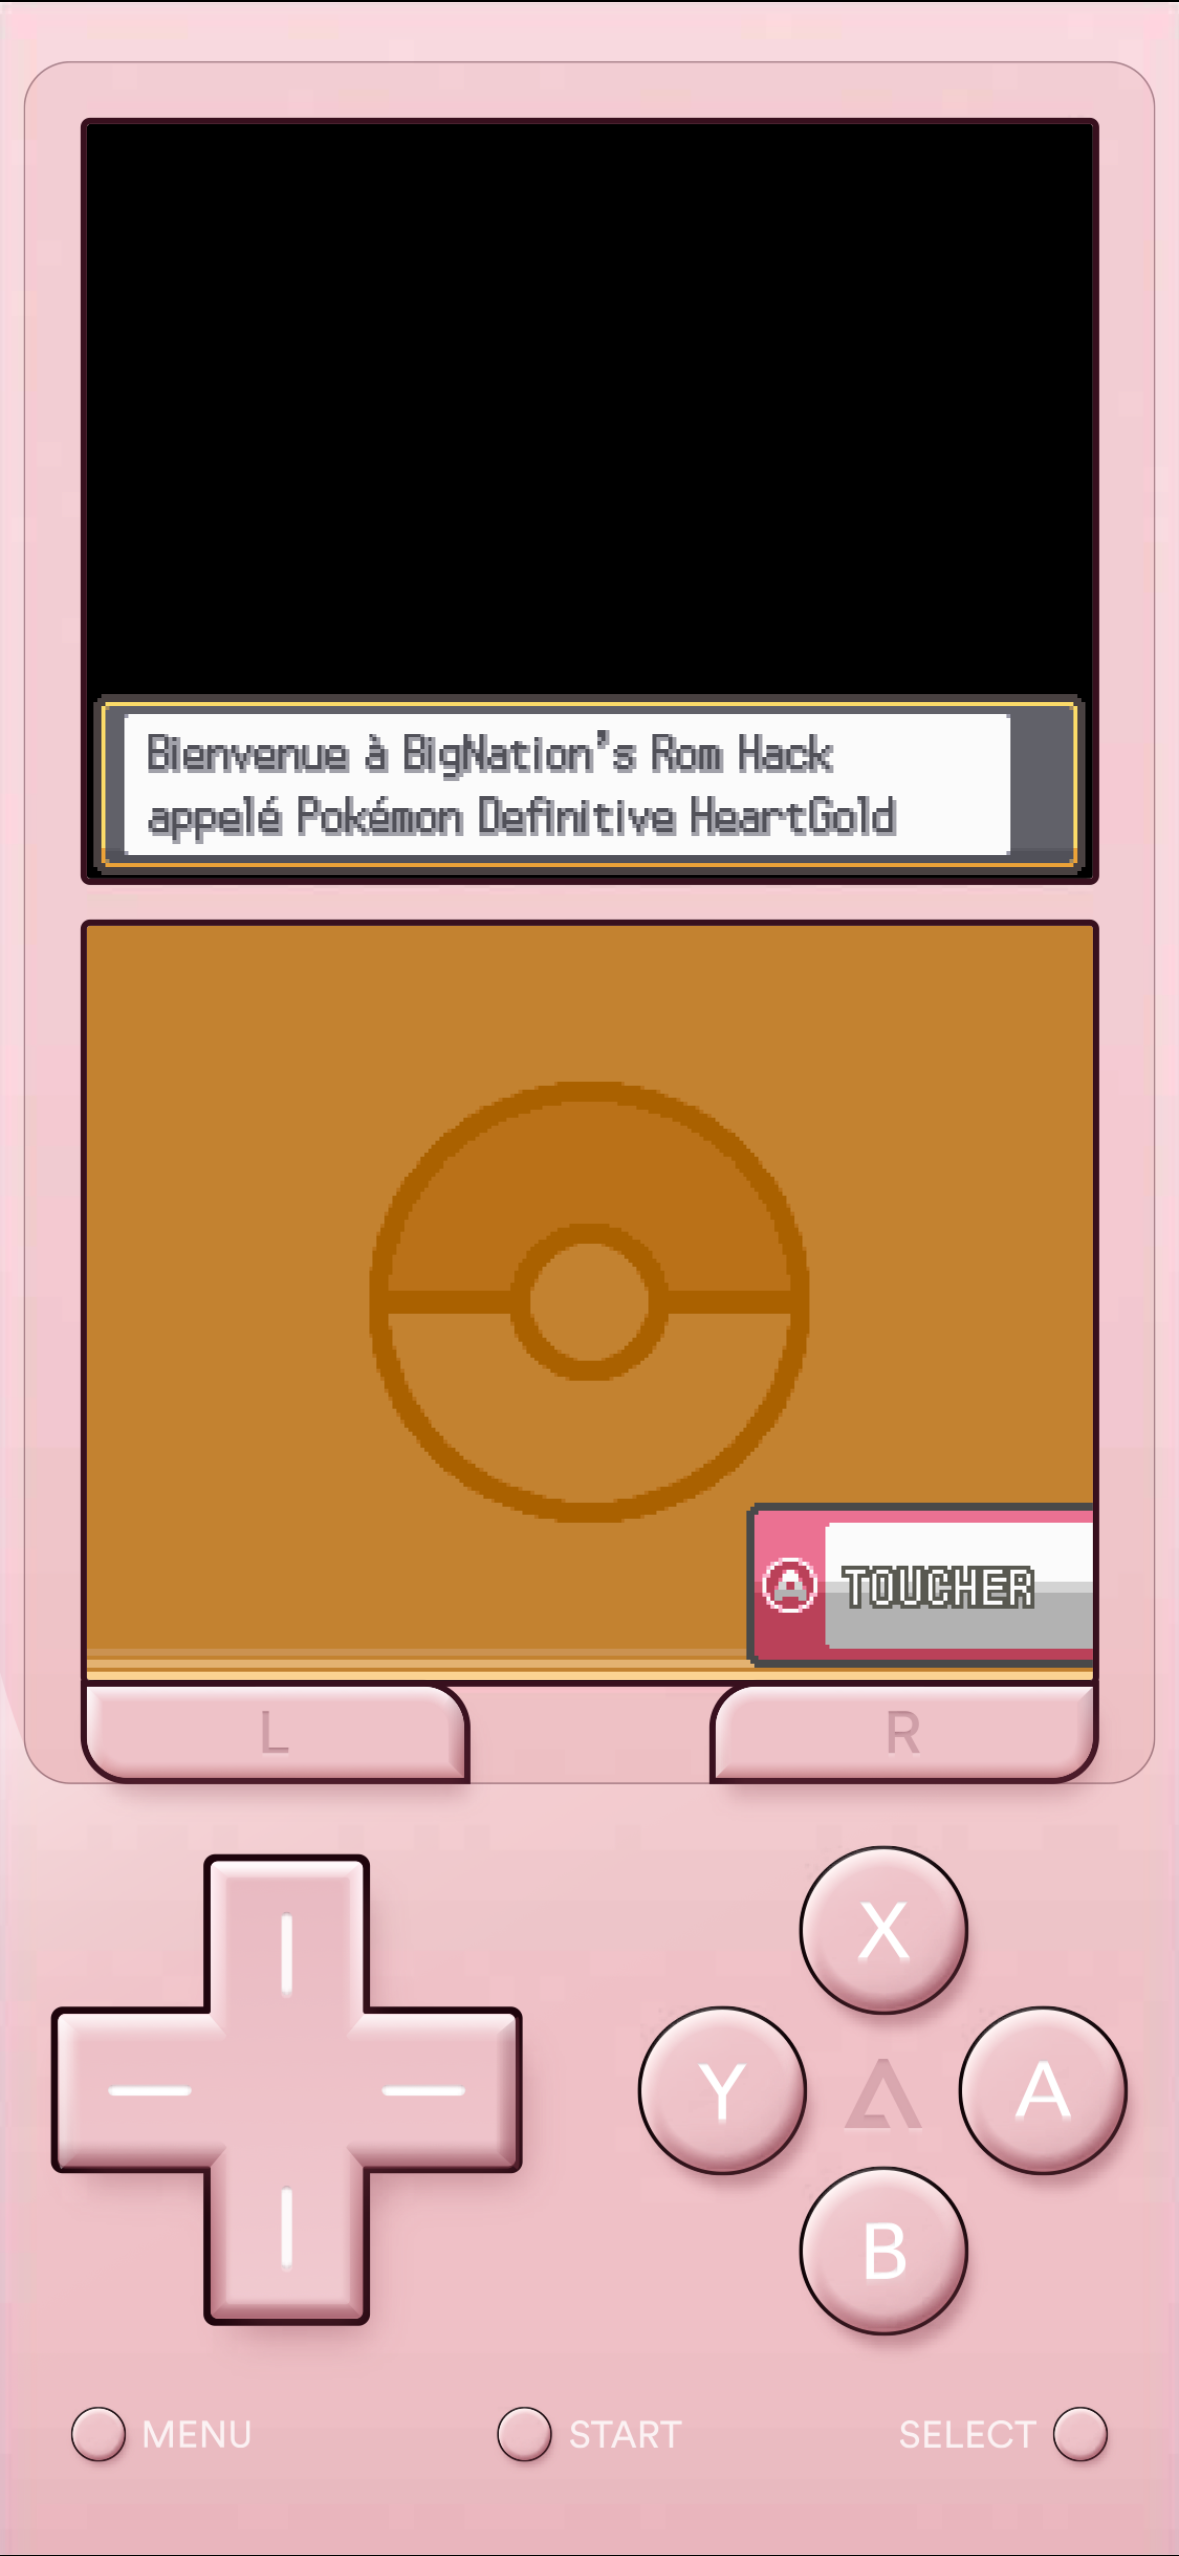 Bienvenue à BigNation's Rom Hack
appelé Pokémon Definitive HeartGold
A TOUCHER
L
R
X
Y
A
B
MENU
START
SELECT